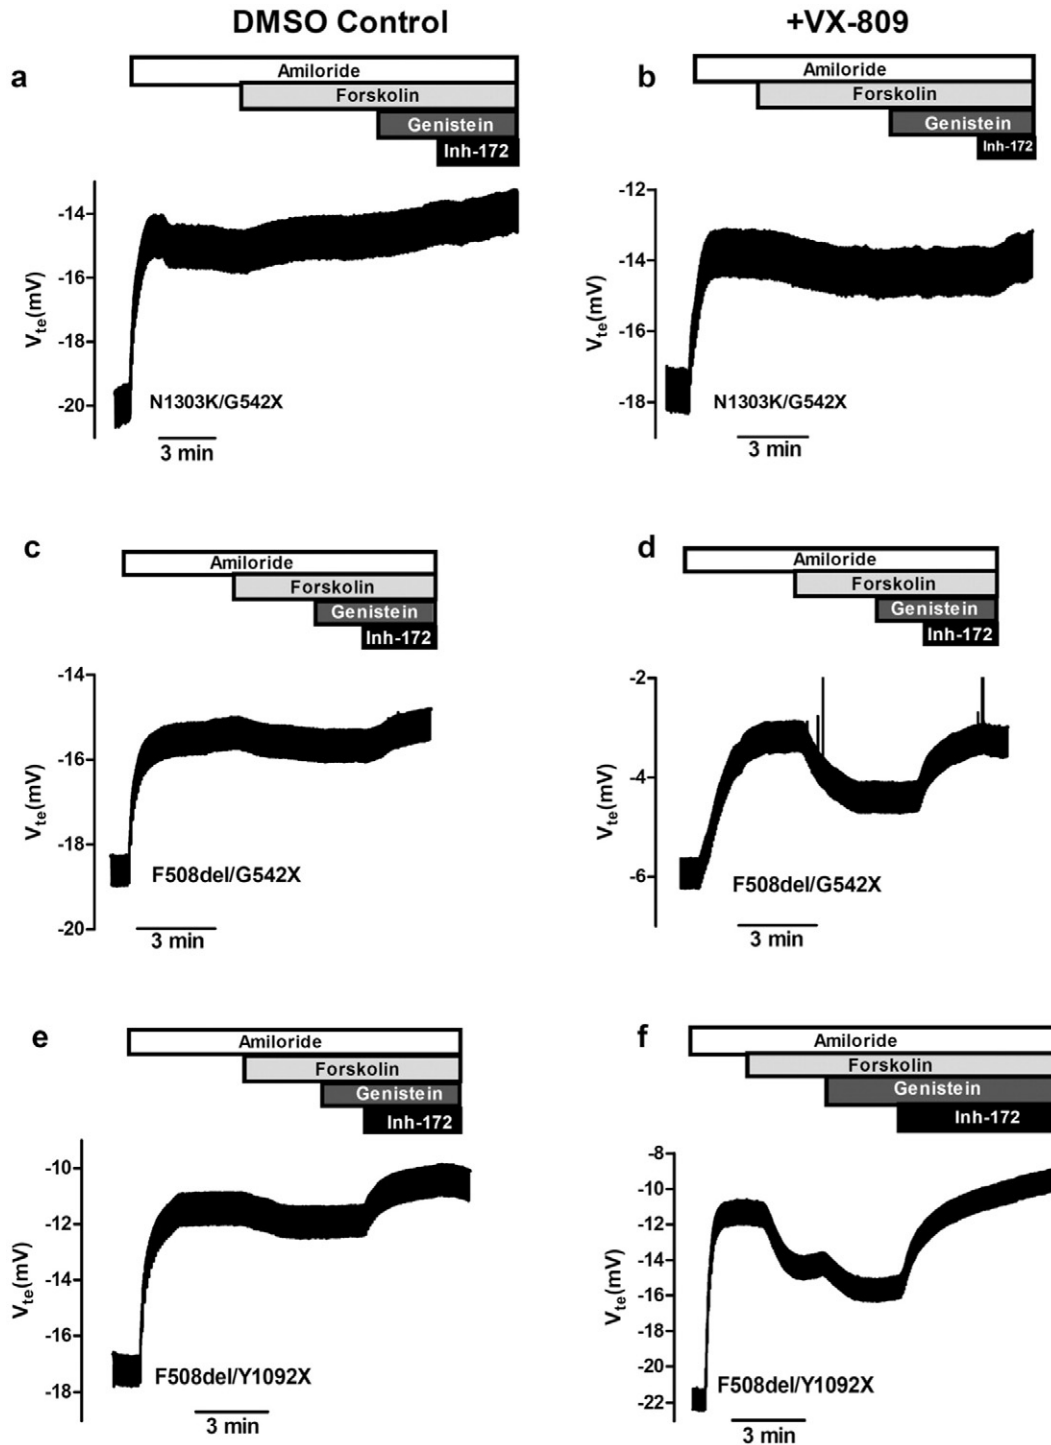 DMSO Control
+VX-809
a
Amiloride
Forskolin
Genistein
Inh-172
-14
-16
-18
-20
Vte(mV)
N1303K/G542X
3 min
b
Amiloride
Forskolin
Genistein
Inh-172
-12
-14
-16
-18
Vte(mV)
N1303K/G542X
3 min
c
Amiloride
Forskolin
Genistein
Inh-172
-14
-16
-18
-20
Vte(mV)
F508del/G542X
3 min
d
Amiloride
Forskolin
Genistein
Inh-172
-2
-4
-6
Vte(mV)
F508del/G542X
3 min
e
Amiloride
Forskolin
Genistein
Inh-172
-10
-12
-14
-16
-18
Vte(mV)
F508del/Y1092X
3 min
f
Amiloride
Forskolin
Genistein
Inh-172
-8
-10
-12
-14
-16
-18
-20
-22
Vte(mV)
F508del/Y1092X
3 min